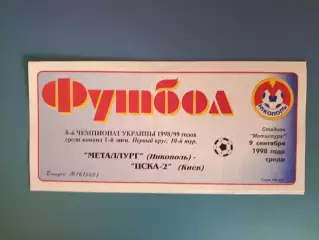 Футбол
НИКОПОЛЬ
8-й ЧЕМПИОНАТ УКРАИНЫ 1998/99 годов
среди команд 1-й лиги. Первый круг. 10-й тур.
"МЕТАЛЛУРГ" (Никополь) -
"ЦСКА-2" (Киев)
Стадион
"Металлург"
9 сентября
1998 года
среда